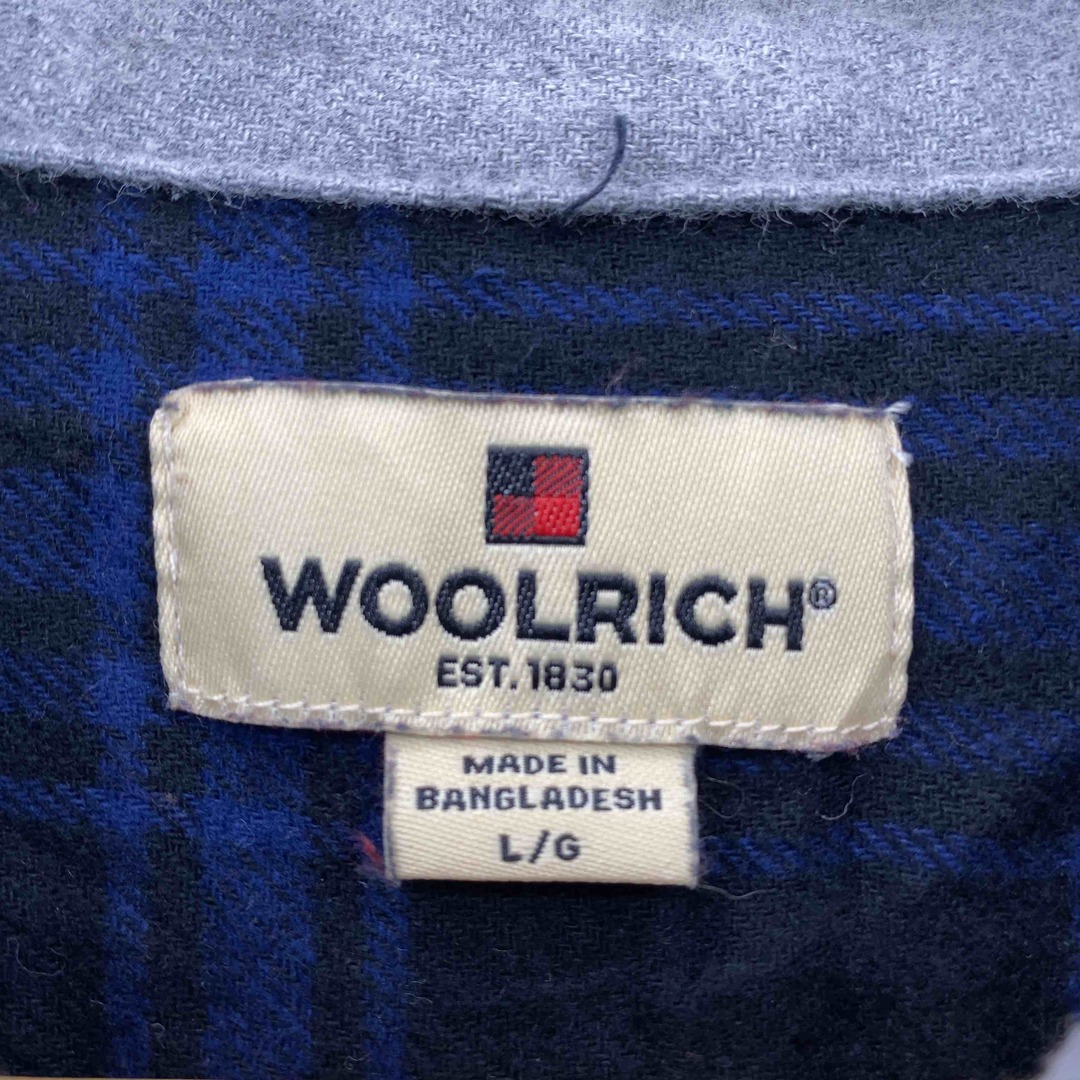 WOOLRICH®
EST. 1830
MADE IN
BANGLADESH
L/G